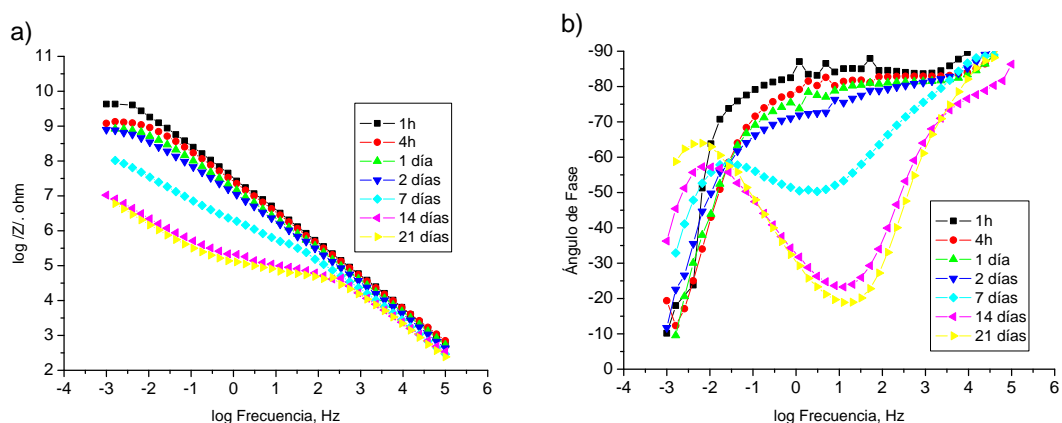 a)
log /Z/. ohm
11
10
9
8
7
6
5
4
3
2
-4 -3 -2 -1 0 1 2 3 4 5 6
log Frecuencia, Hz
1h
4h
1 día
2 días
7 días
14 días
21 días
b)
Ángulo de Fase
-90
-80
-70
-60
-50
-40
-30
-20
-10
0
-4 -3 -2 -1 0 1 2 3 4 5 6
log Frecuencia, Hz
1h
4h
1 día
2 días
7 días
14 días
21 días